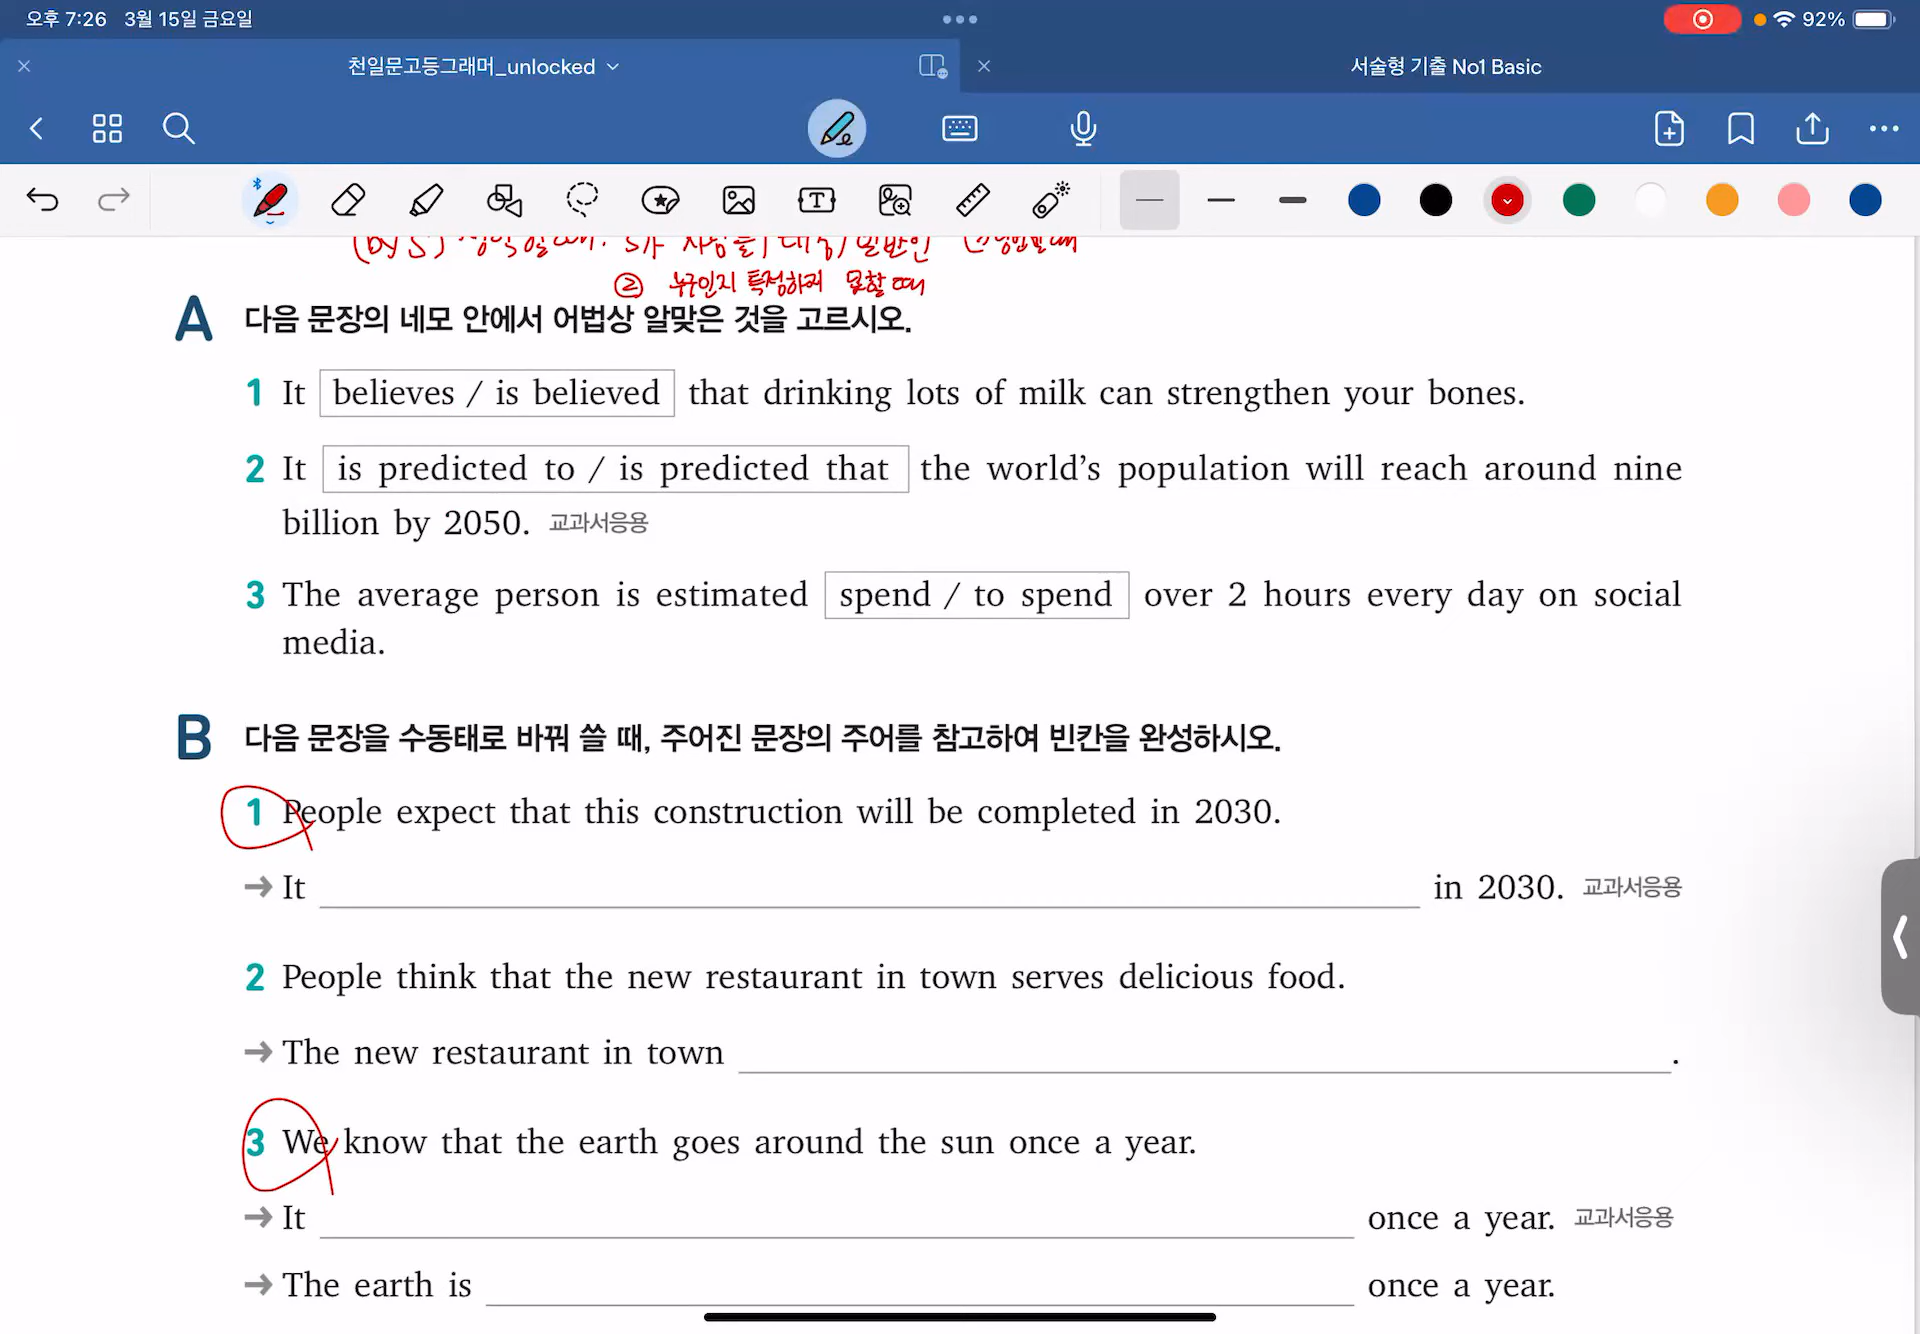 오후 7:26 3월 15일 금요일
92%
천일문고등그래머_unlocked
서술형 기출 No1 Basic
② 누구인지 특정하지 못할 때
A 다음 문장의 네모 안에서 어법상 알맞은 것을 고르시오.
1 It believes / is believed that drinking lots of milk can strengthen your bones.
2 It is predicted to / is predicted that the world’s population will reach around nine
billion by 2050. 교과서응용
3 The average person is estimated spend / to spend over 2 hours every day on social
media.
B 다음 문장을 수동태로 바꿔 쓸 때, 주어진 문장의 주어를 참고하여 빈칸을 완성하시오.
1 People expect that this construction will be completed in 2030.
→ It in 2030. 교과서응용
2 People think that the new restaurant in town serves delicious food.
→ The new restaurant in town .
3 We know that the earth goes around the sun once a year.
→ It once a year. 교과서응용
→ The earth is once a year.